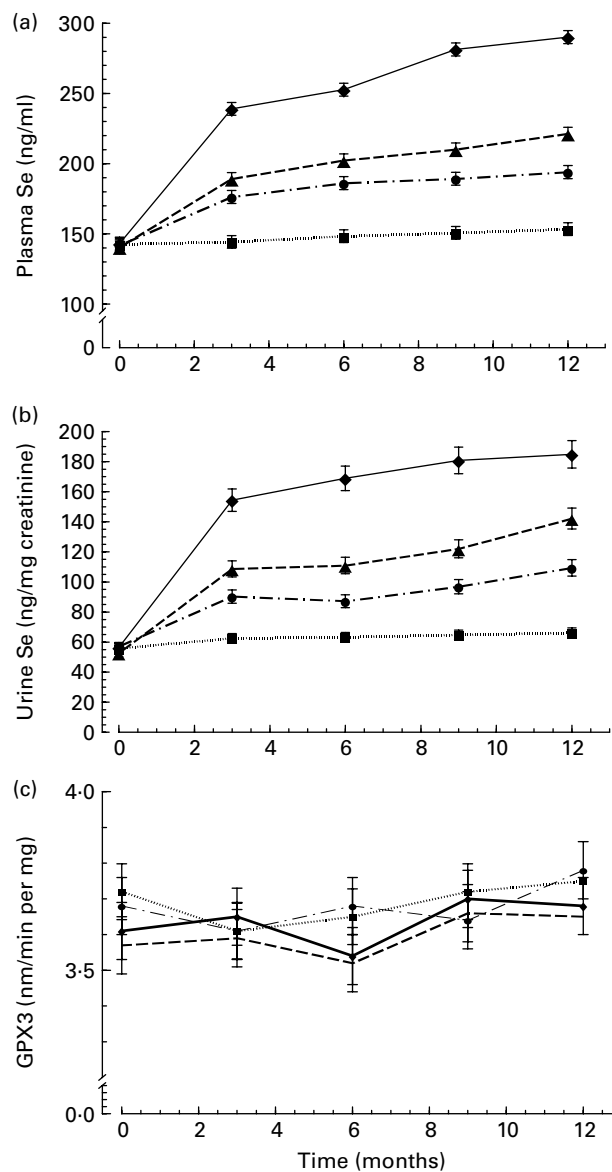 (a)
Plasma Se (ng/ml)
300
250
200
150
100
0
0 2 4 6 8 10 12
(b)
Urine Se (ng/mg creatinine)
200
180
160
140
120
100
80
60
40
20
0
0 2 4 6 8 10 12
(c)
GPX3 (nm/min per mg)
4·0
3·5
0·0
0 2 4 6 8 10 12
Time (months)